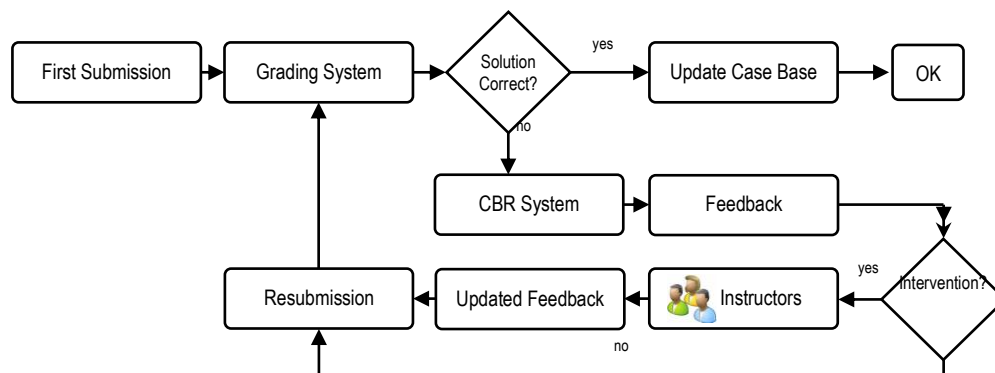 First Submission
Grading System
Solution
Correct?
yes
Update Case Base
OK
no
CBR System
Feedback
Resubmission
Updated Feedback
Instructors
yes
Intervention?
no